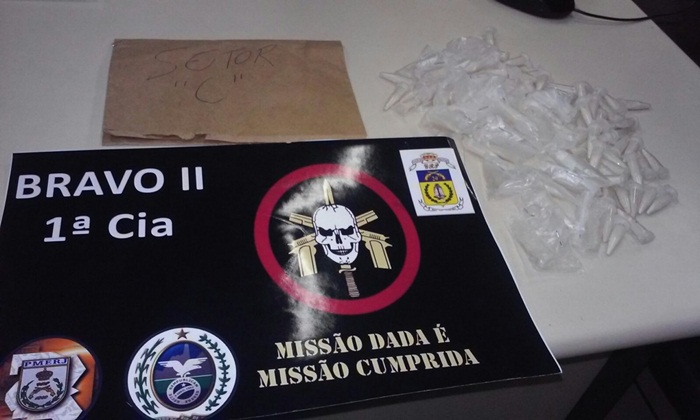 SETOR
"C"
BRAVO II
1ª Cia
MISSÃO DADA É
MISSÃO CUMPRIDA
PMERJ